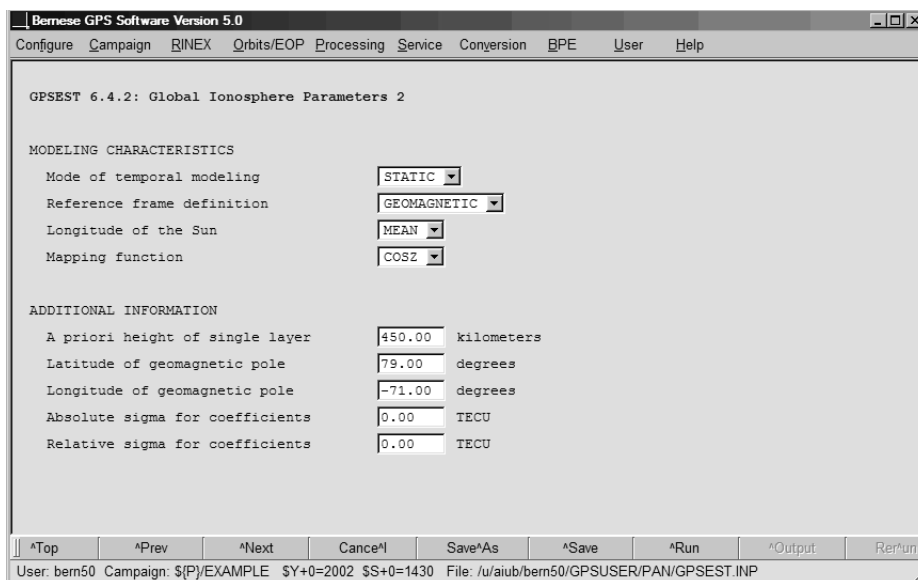 Bernese GPS Software Version 5.0
Configure Campaign RINEX Orbits/EOP Processing Service Conversion BPE User Help
GPSEST 6.4.2: Global Ionosphere Parameters 2
MODELING CHARACTERISTICS
Mode of temporal modeling STATIC
Reference frame definition GEOMAGNETIC
Longitude of the Sun MEAN
Mapping function COSZ
ADDITIONAL INFORMATION
A priori height of single layer 450.00 kilometers
Latitude of geomagnetic pole 79.00 degrees
Longitude of geomagnetic pole -71.00 degrees
Absolute sigma for coefficients 0.00 TECU
Relative sigma for coefficients 0.00 TECU
^Top ^Prev ^Next Cance^l Save^As ^Save ^Run ^Output Rer^un
User: bern50 Campaign: ${P}/EXAMPLE $Y+0=2002 $S+0=1430 File: /u/aiub/bern50/GPSUSER/PAN/GPSEST.INP